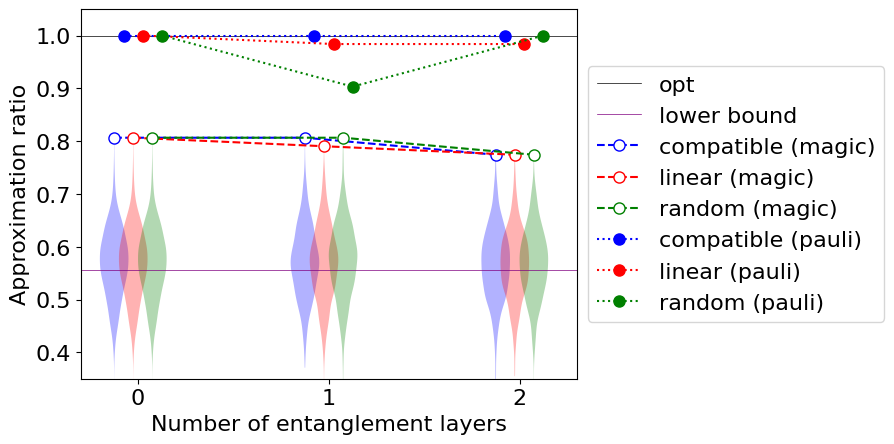 1.0
0.9
0.8
0.7
0.6
0.5
0.4
Approximation ratio
0 1 2
Number of entanglement layers
opt
lower bound
compatible (magic)
linear (magic)
random (magic)
compatible (pauli)
linear (pauli)
random (pauli)